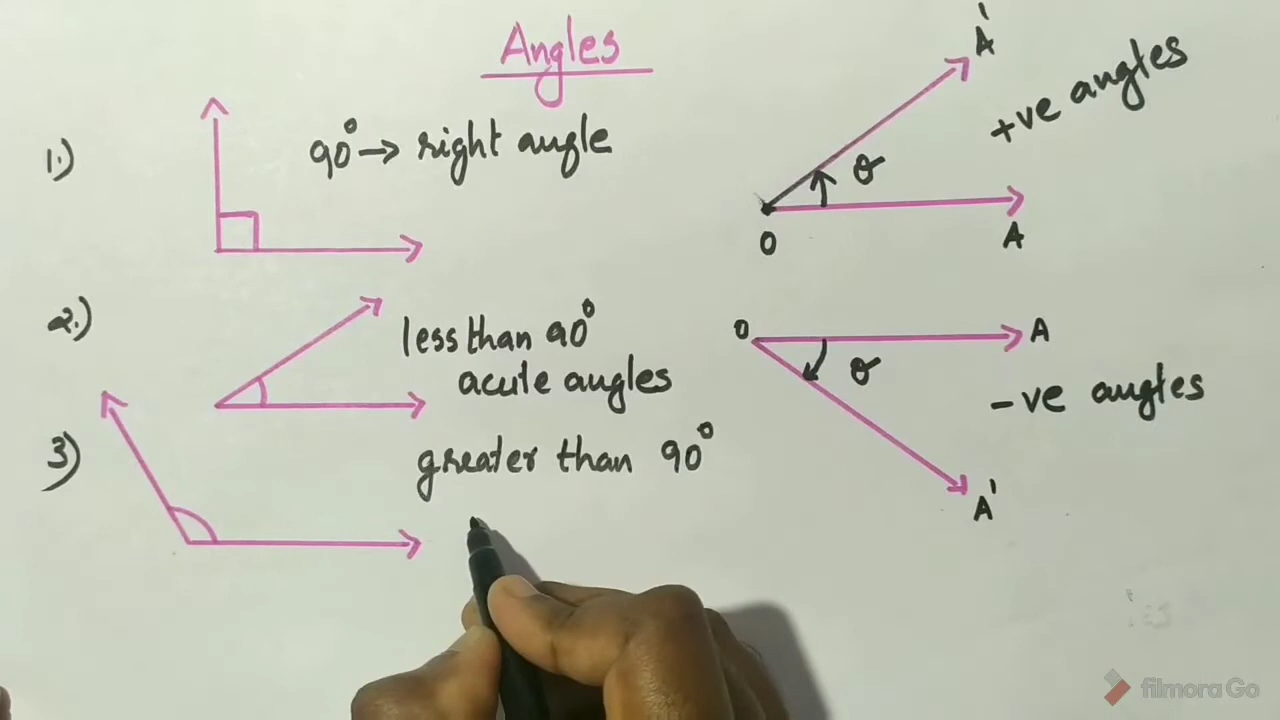 Angles
1.)
90° → right angle
2.)
less than 90°
acute angles
3)
greater than 90°
A'
+ve angles
θ
O
A
O
A
θ
-ve angles
A'
filmora Go